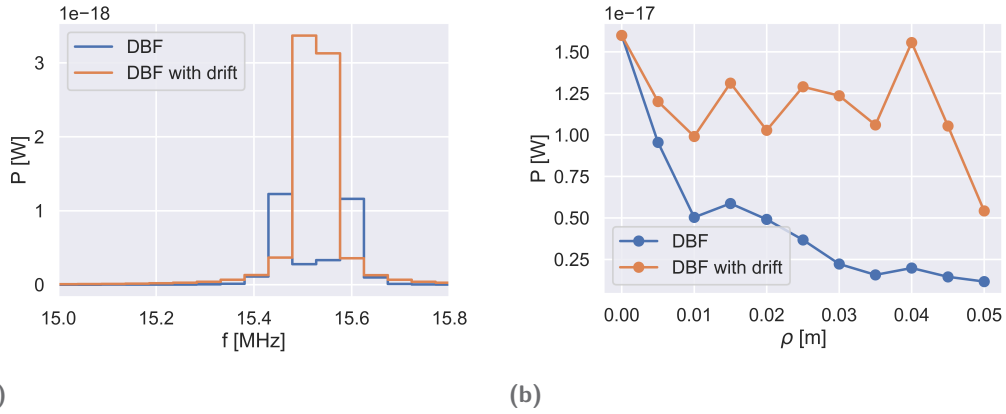 1e−18
DBF
DBF with drift
P [W]
3
2
1
0
15.0 15.2 15.4 15.6 15.8
f [MHz]
)
1e−17
P [W]
1.50
1.25
1.00
0.75
0.50
0.25
DBF
DBF with drift
0.00 0.01 0.02 0.03 0.04 0.05
ρ [m]
(b)